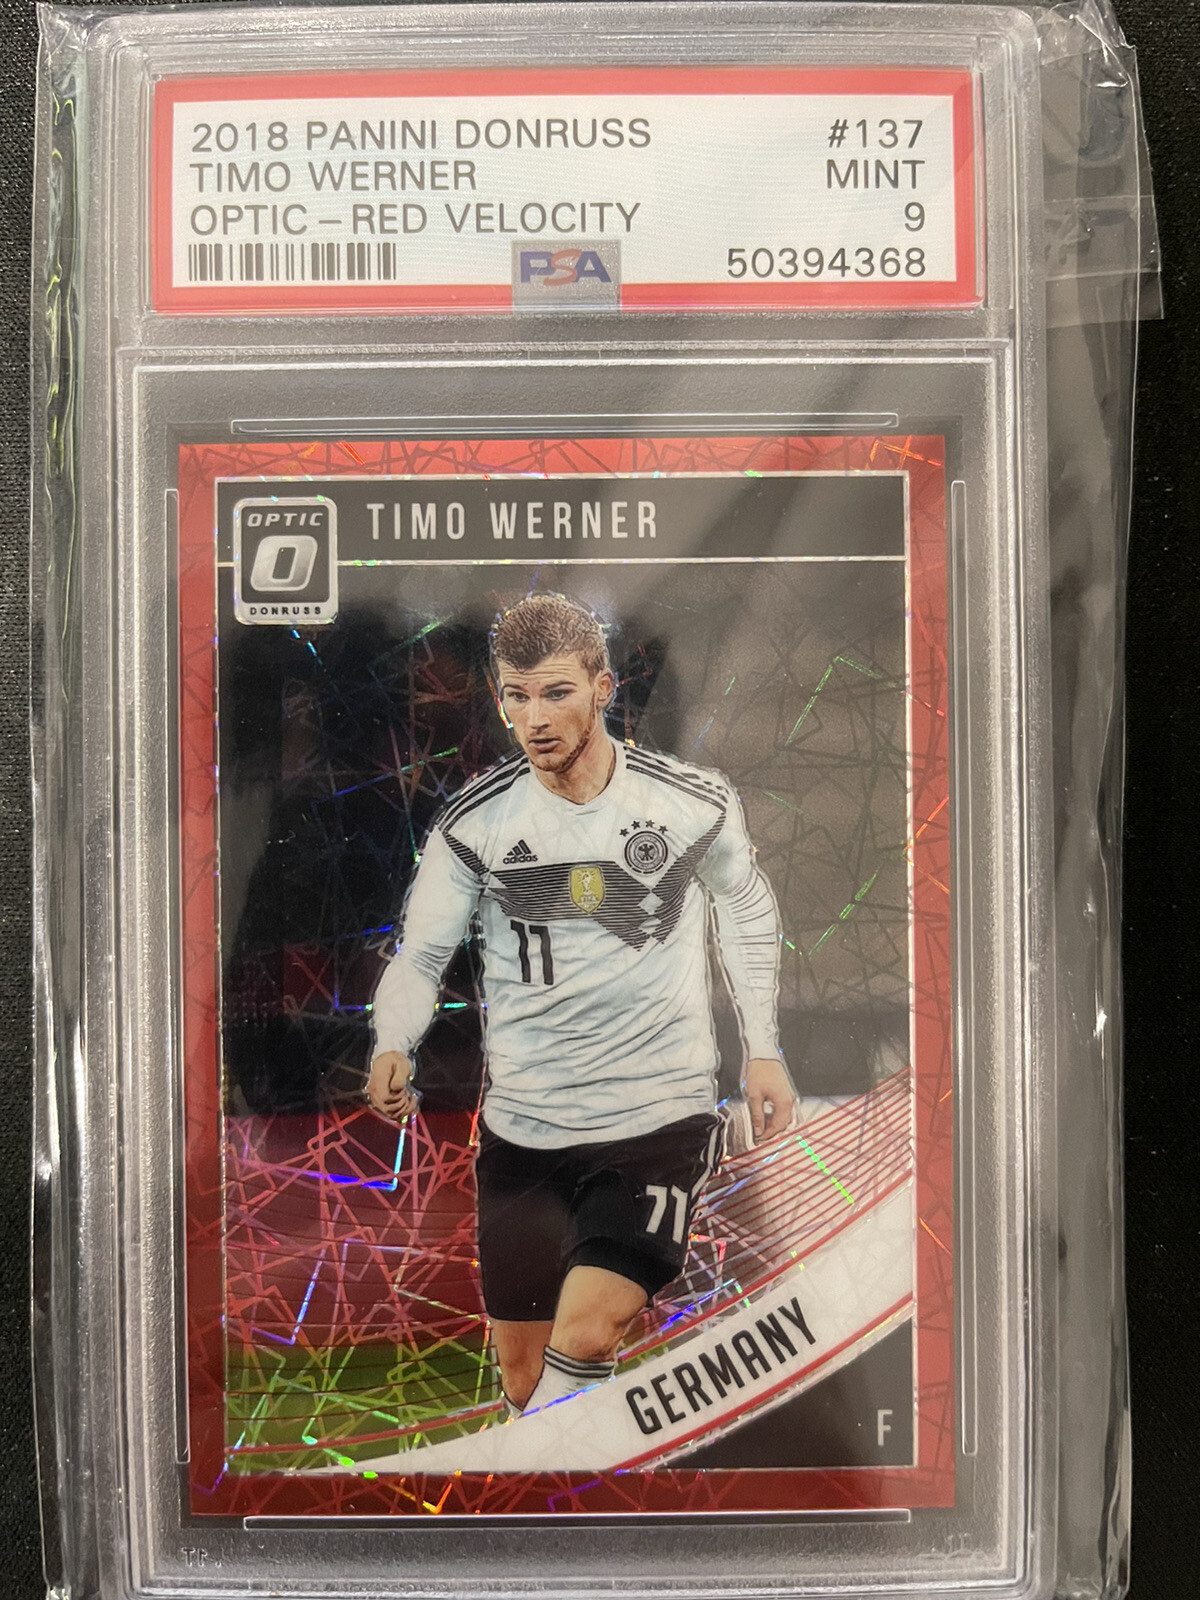 2018 PANINI DONRUSS #137
TIMO WERNER MINT
OPTIC - RED VELOCITY 9
PSA 50394368
OPTIC
O
DONRUSS
TIMO WERNER
adidas
11
11
GERMANY
F